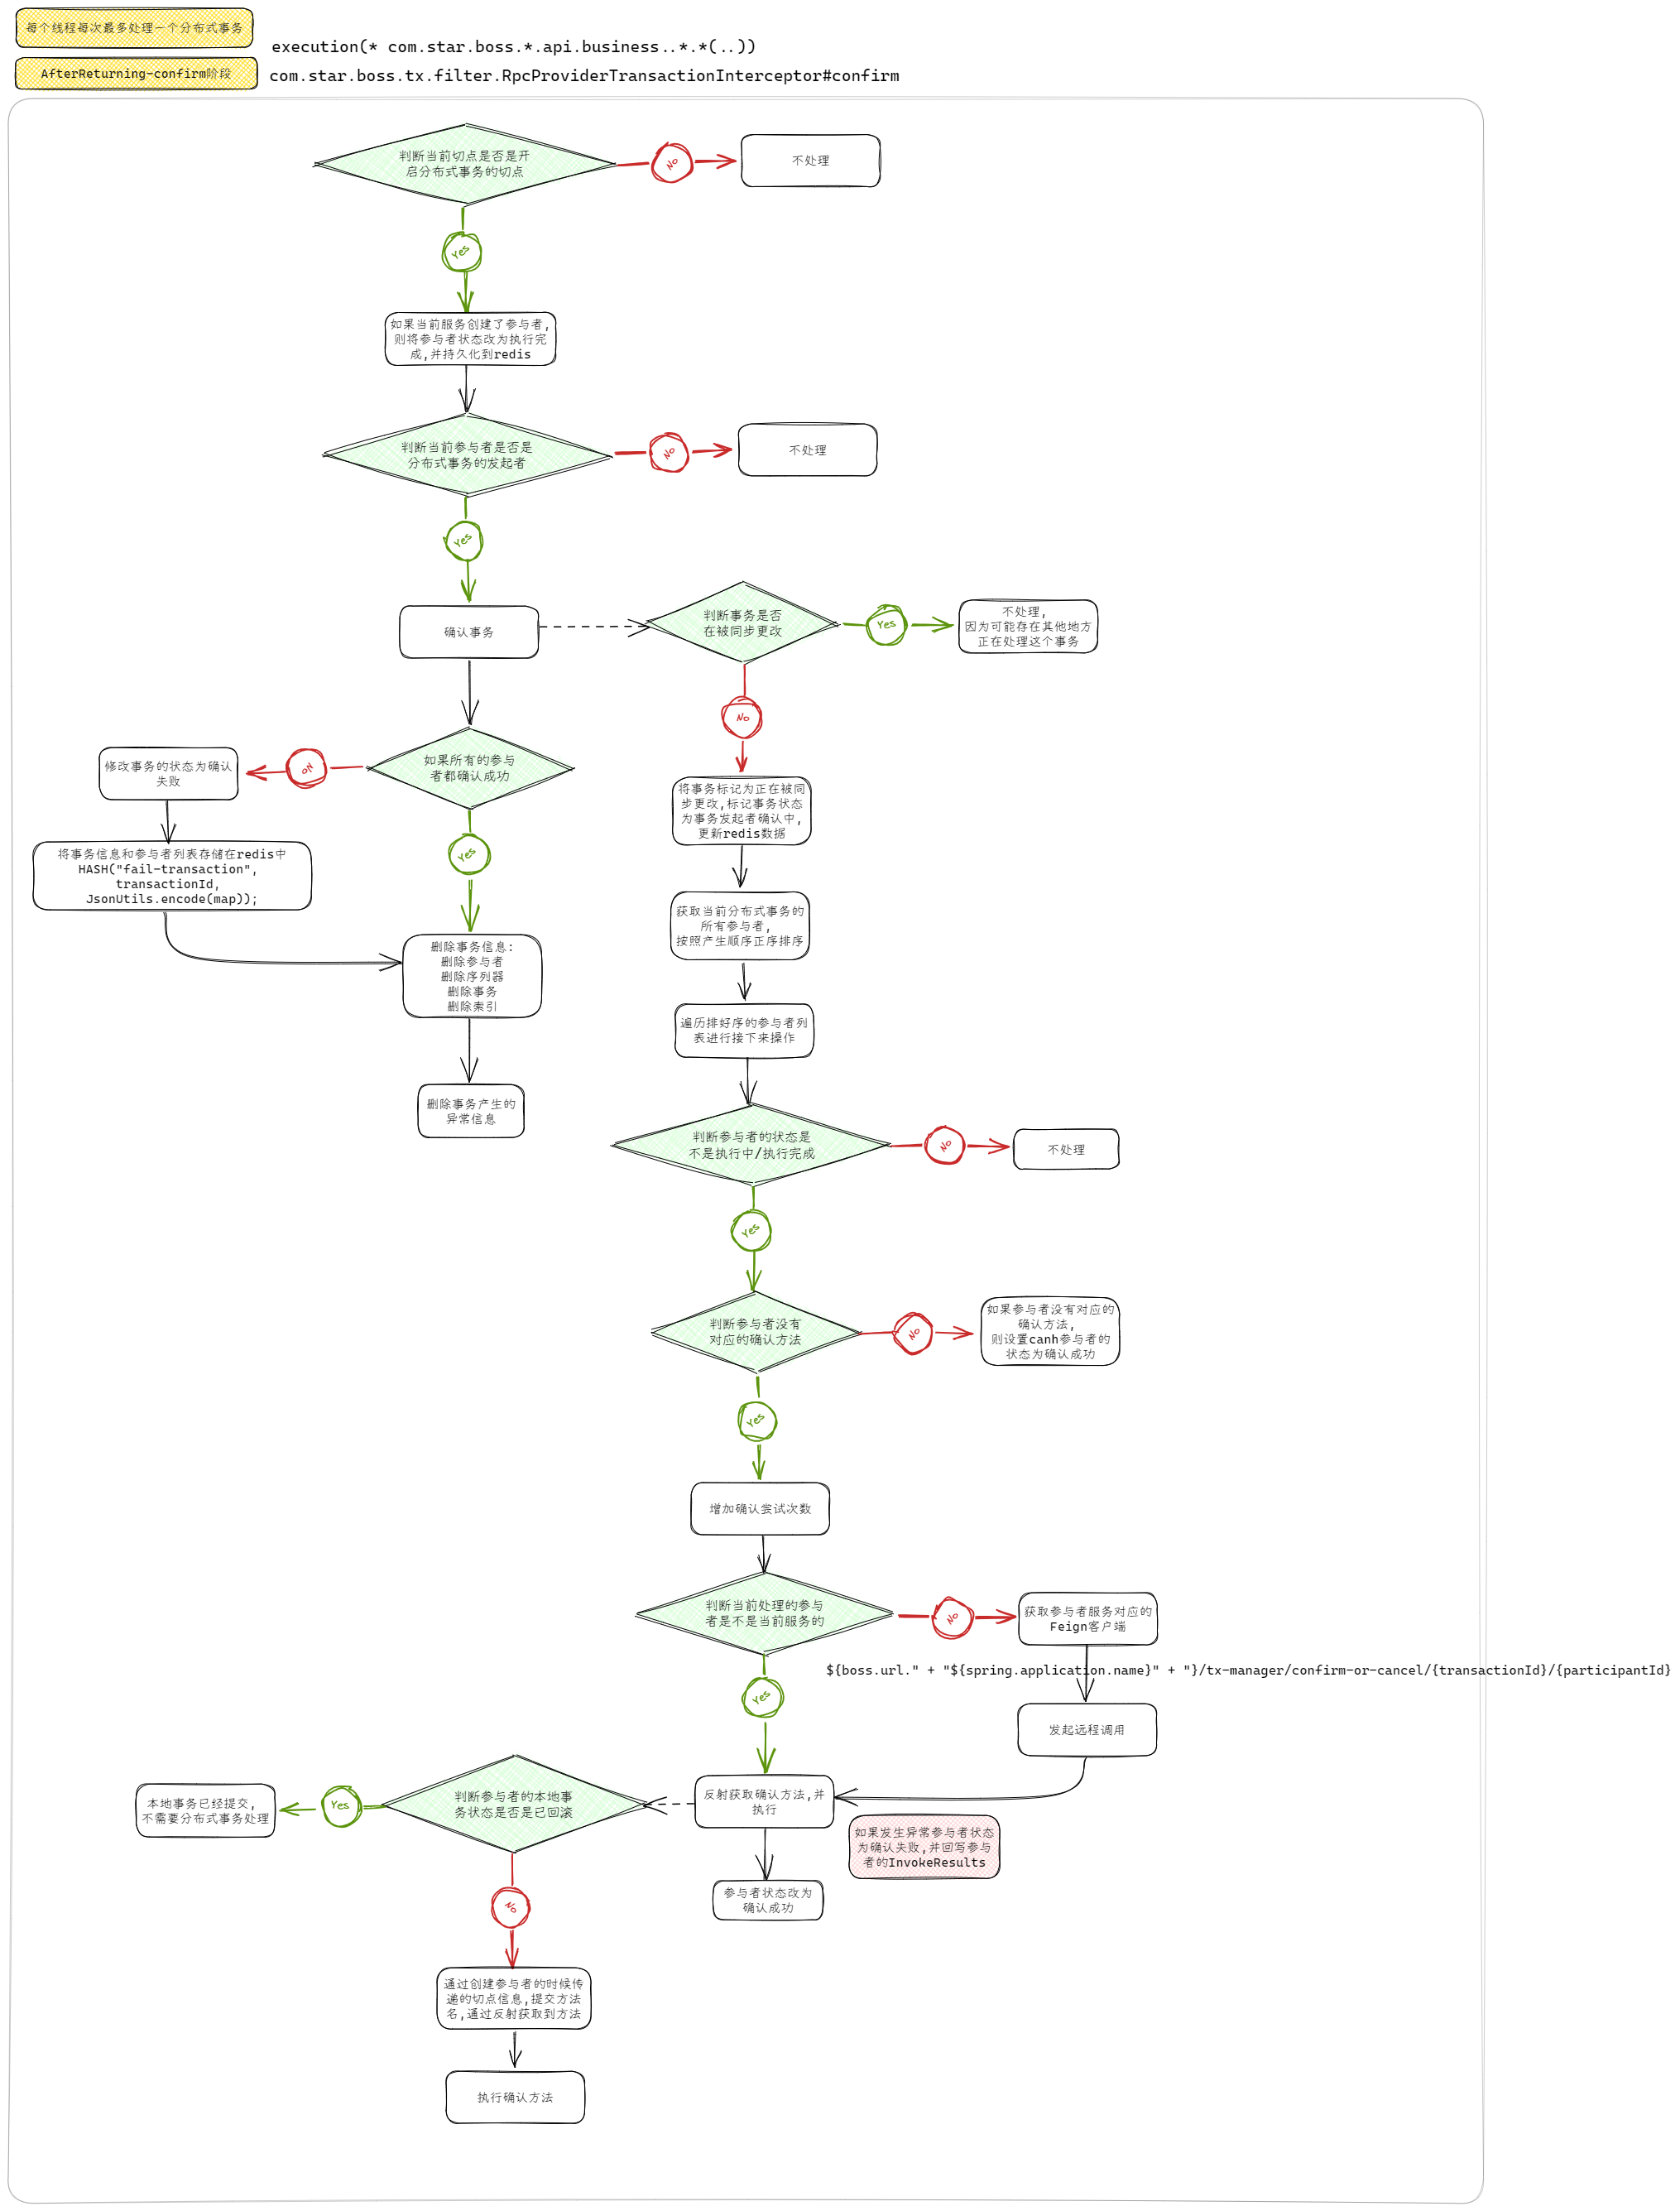 每个线程每次最多处理一个分布式事务
execution(* com.star.boss.*.api.business..*.*(..))
AfterReturning-confirm阶段
com.star.boss.tx.filter.RpcProviderTransactionInterceptor#confirm
判断当前切点是否是开
启分布式事务的切点
No
不处理
Yes
如果当前服务创建了参与者,
则将参与者状态改为执行完
成,并持久化到redis
判断当前参与者是否是
分布式事务的发起者
No
不处理
Yes
确认事务
判断事务是否
在被同步更改
Yes
不处理,
因为可能存在其他地方
正在处理这个事务
No
如果所有的参与
者都确认成功
No
修改事务的状态为确认
失败
将事务信息和参与者列表存储在redis中
HASH("fail-transaction",
transactionId,
JsonUtils.encode(map));
Yes
删除事务信息:
删除参与者
删除序列器
删除事务
删除索引
删除事务产生的
异常信息
将事务标记为正在被同
步更改,标记事务状态
为事务发起者确认中,
更新redis数据
获取当前分布式事务的
所有参与者,
按照产生顺序正序排序
遍历排好序的参与者列
表进行接下来操作
判断参与者的状态是
不是执行中/执行完成
No
不处理
Yes
判断参与者没有
对应的确认方法
No
如果参与者没有对应的
确认方法,
则设置canh参与者的
状态为确认成功
Yes
增加确认尝试次数
判断当前处理的参与
者是不是当前服务的
No
获取参与者服务对应的
Feign客户端
${boss.url." + "${spring.application.name}" + "}/tx-manager/confirm-or-cancel/{transactionId}/{participantId}
Yes
发起远程调用
反射获取确认方法,并
执行
判断参与者的本地事
务状态是否是已回滚
Yes
本地事务已经提交,
不需要分布式事务处理
如果发生异常参与者状态
为确认失败,并回写参与
者的InvokeResults
参与者状态改为
确认成功
No
通过创建参与者的时候传
递的切点信息,提交方法
名,通过反射获取到方法
执行确认方法